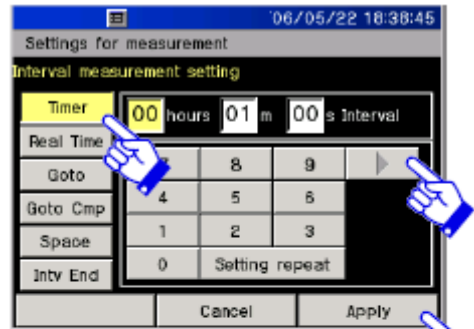 '06/05/22 18:38:45
Settings for measurement
Interval measurement setting
Timer
00 hours 01 m 00 s Interval
Real Time
Goto
Goto Cmp
Space
Intv End
8 9
4 5 6
1 2 3
0 Setting repeat
Cancel Apply